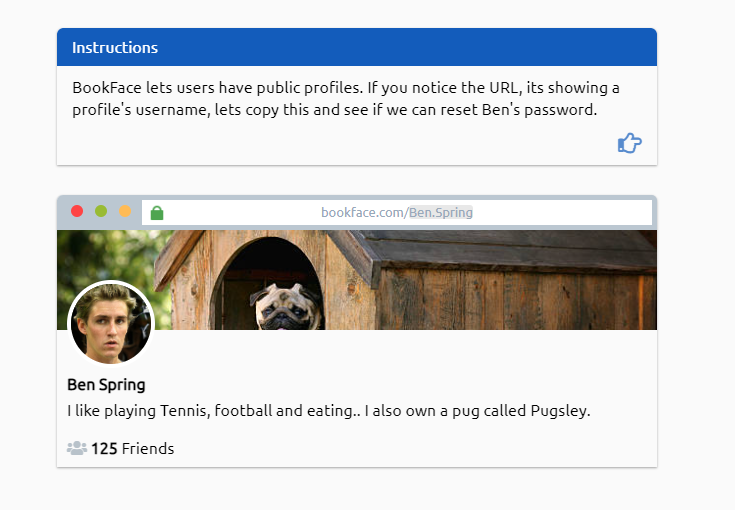 Instructions
BookFace lets users have public profiles. If you notice the URL, its showing a
profile's username, lets copy this and see if we can reset Ben's password.
bookface.com/Ben.Spring
Ben Spring
I like playing Tennis, football and eating.. I also own a pug called Pugsley.
125 Friends